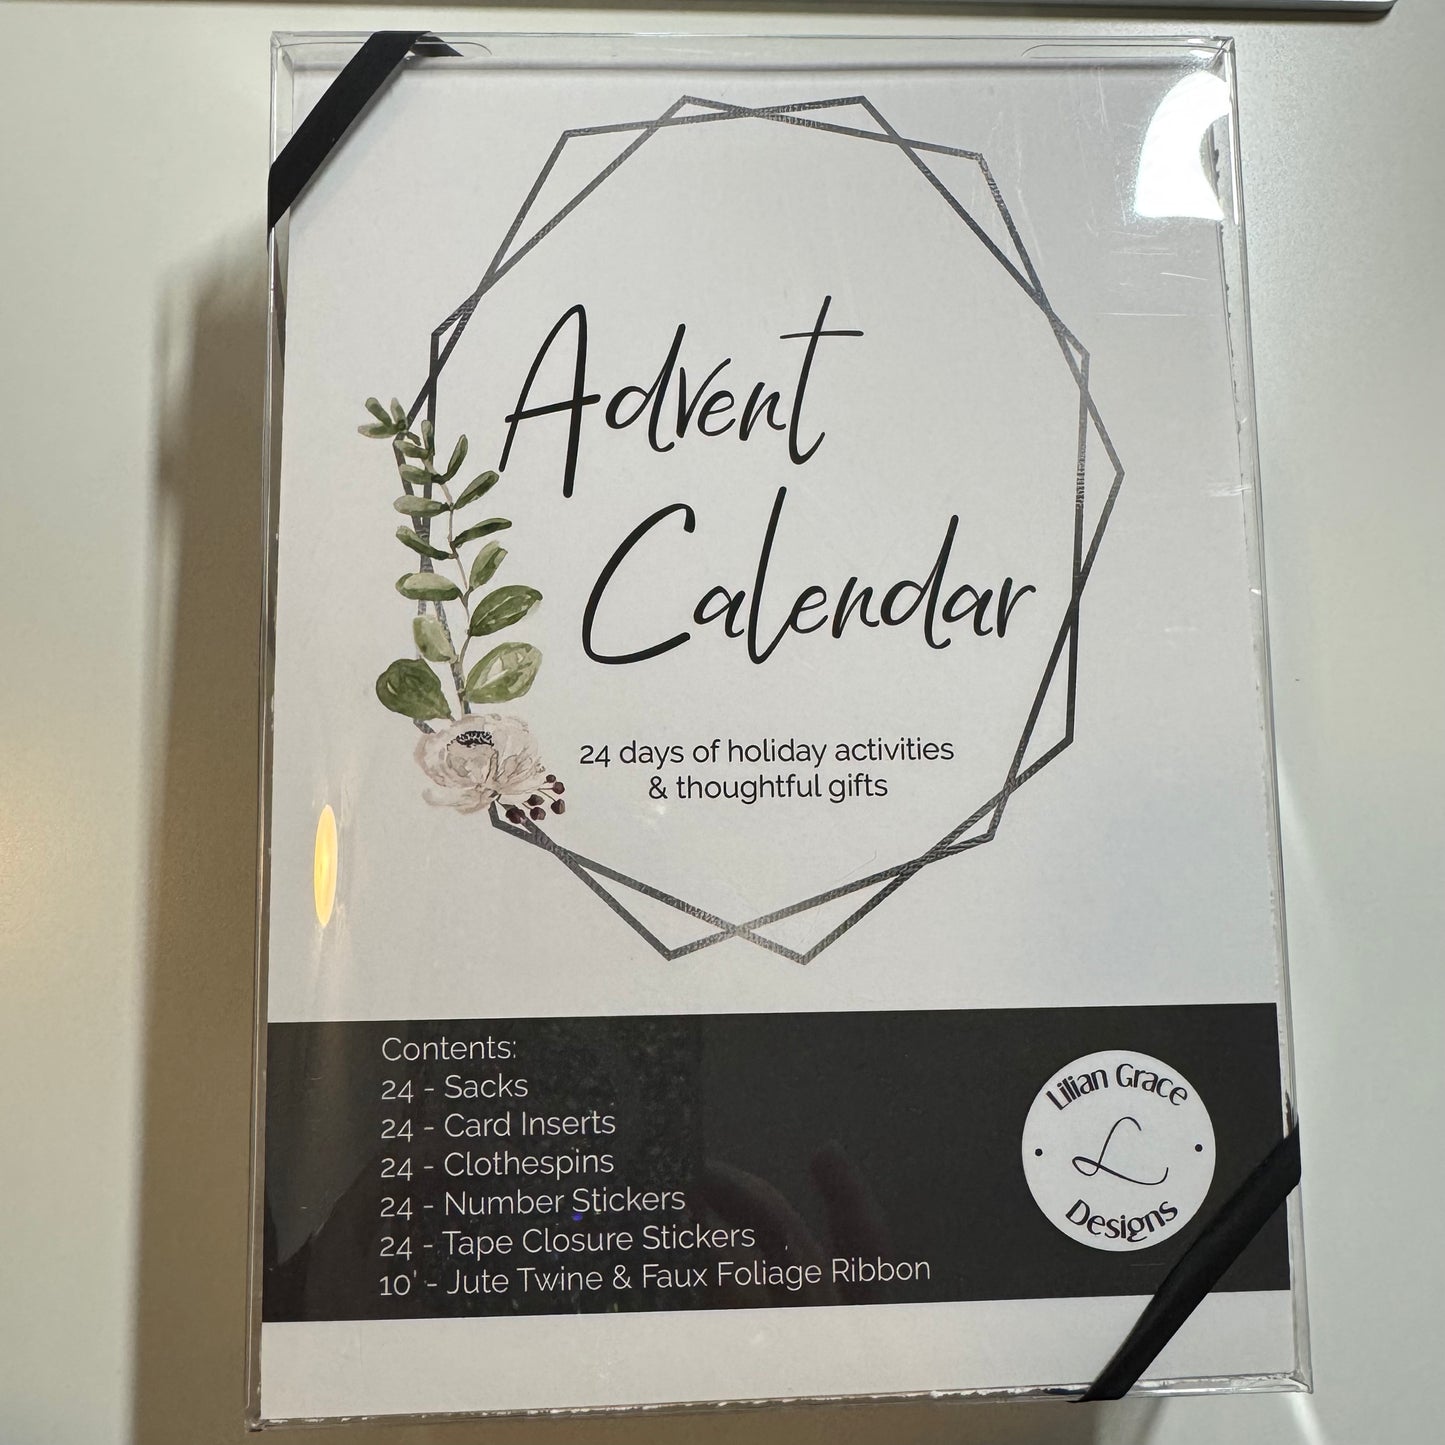 Advent
Calendar
24 days of holiday activities
& thoughtful gifts
Contents:
24 - Sacks
24 - Card Inserts
24 - Clothespins
24 - Number Stickers
24 - Tape Closure Stickers
10' - Jute Twine & Faux Foliage Ribbon
Lilian Grace
L
Designs